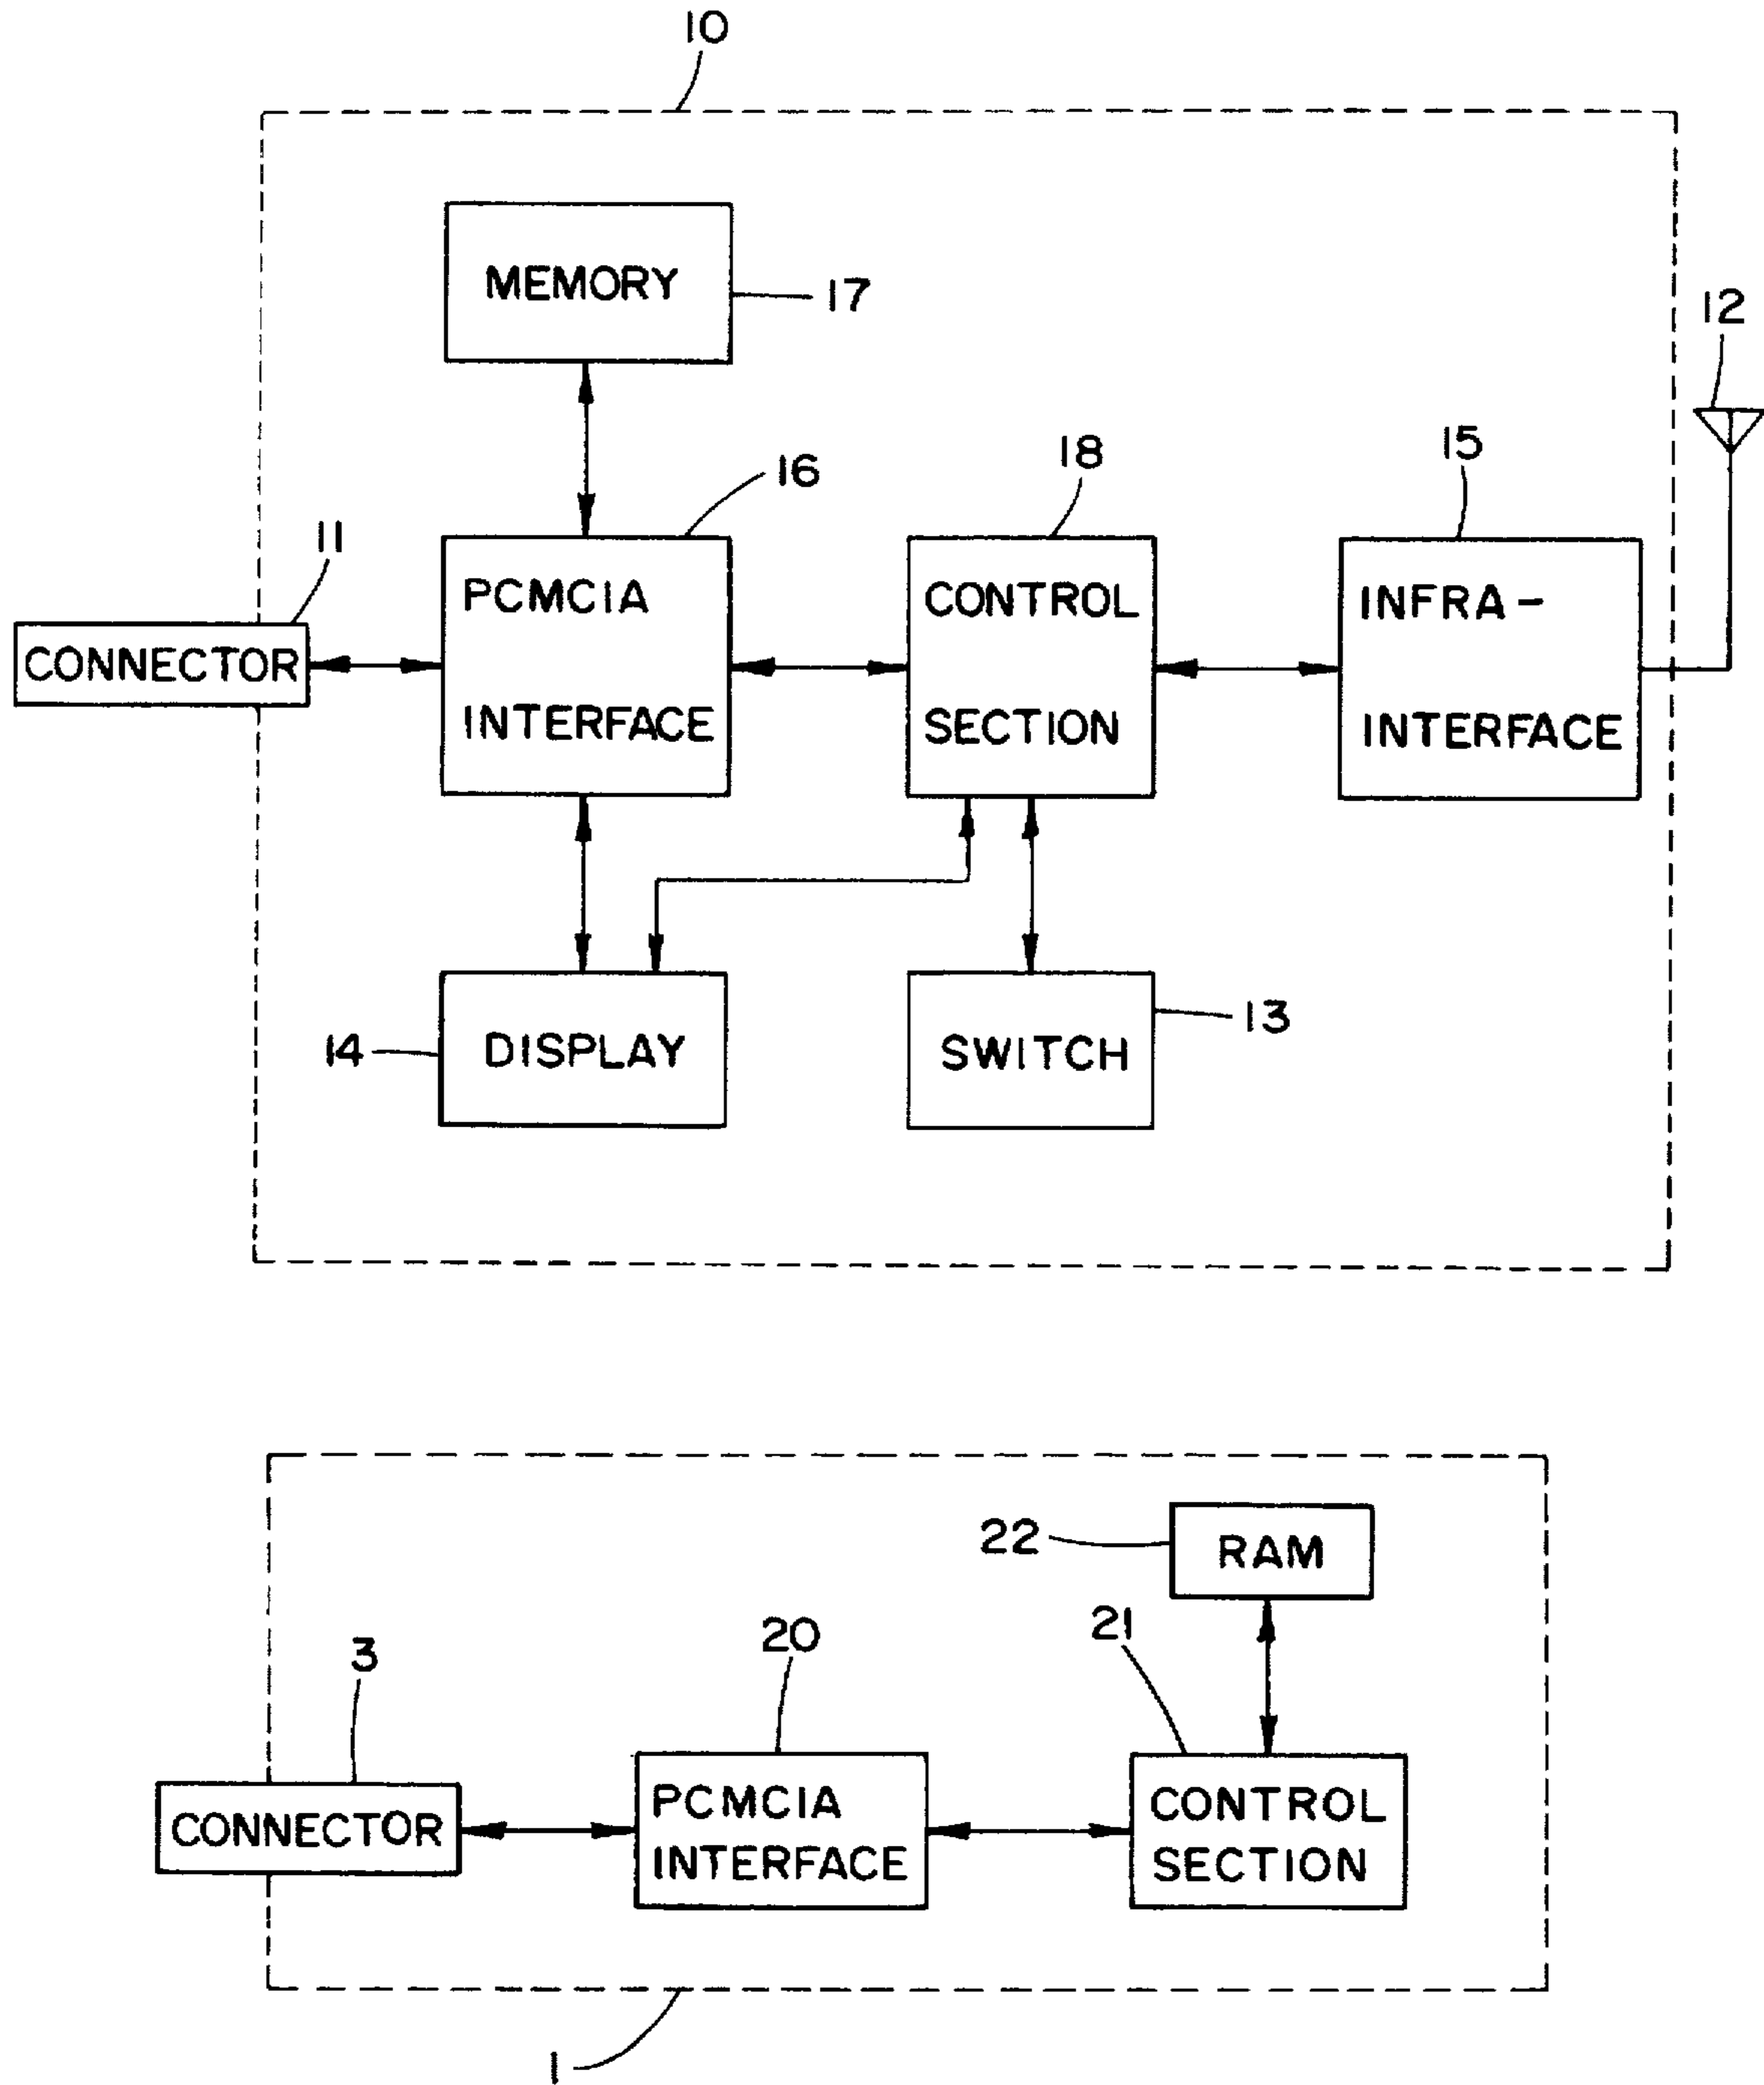 10
MEMORY
17
12
16
18
15
11
PCMCIA
INTERFACE
CONTROL
SECTION
INFRA-
INTERFACE
CONNECTOR
14
DISPLAY
SWITCH
13
22
RAM
3
20
21
CONNECTOR
PCMCIA
INTERFACE
CONTROL
SECTION
1